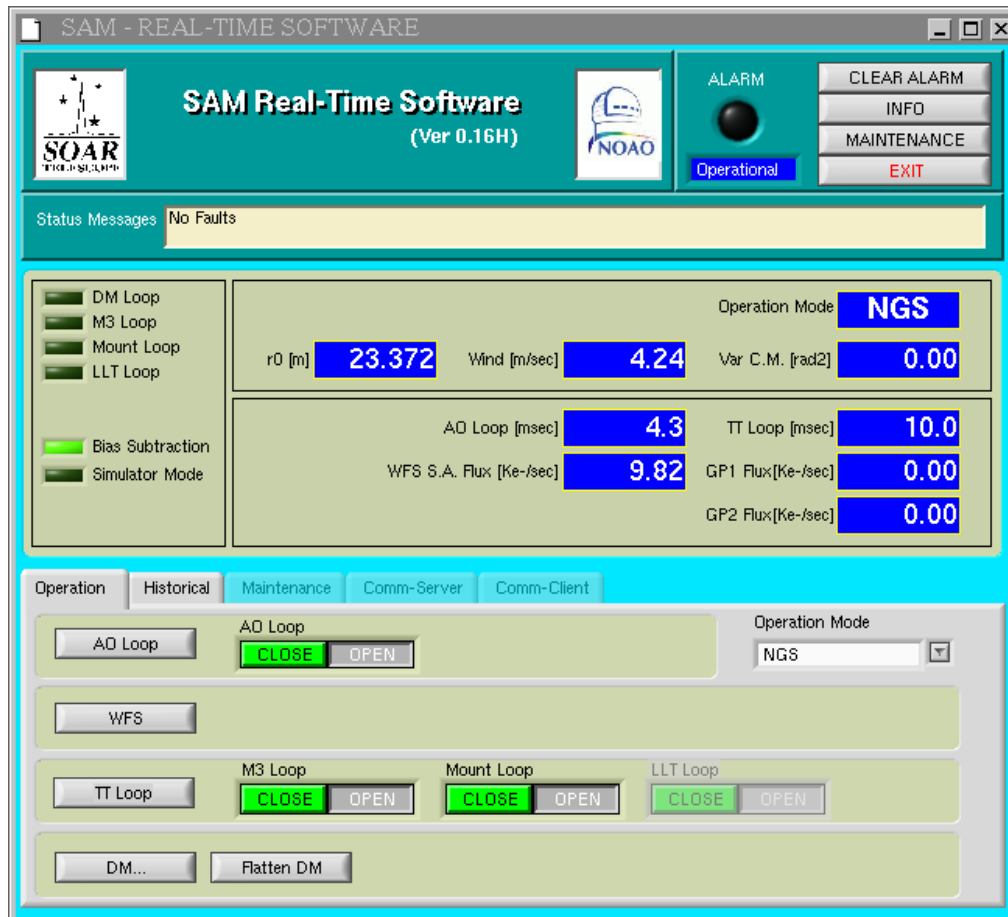 SAM - REAL-TIME SOFTWARE
SOAR
TELESCOPE
SAM Real-Time Software
(Ver 0.16H)
NOAO
ALARM
Operational
CLEAR ALARM
INFO
MAINTENANCE
EXIT
Status Messages No Faults
DM Loop
M3 Loop
Mount Loop
LLT Loop
Bias Subtraction
Simulator Mode
Operation Mode NGS
r0 [m] 23.372 Wind [m/sec] 4.24 Var C.M. [rad2] 0.00
AO Loop [msec] 4.3 TT Loop [msec] 10.0
WFS S.A. Flux [Ke-/sec] 9.82 GP1 Flux[Ke-/sec] 0.00
GP2 Flux[Ke-/sec] 0.00
Operation Historical Maintenance Comm-Server Comm-Client
AO Loop
AO Loop
CLOSE OPEN
Operation Mode
NGS
WFS
TT Loop
M3 Loop
CLOSE OPEN
Mount Loop
CLOSE OPEN
LLT Loop
CLOSE OPEN
DM... Flatten DM